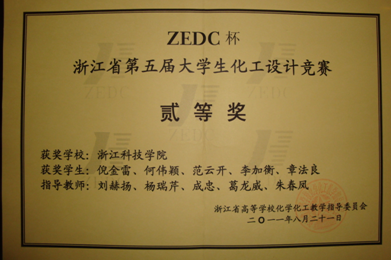 ZEDC 杯
浙江省第五届大学生化工设计竞赛
贰等奖
获奖学校：浙江科技学院
获奖学生：倪金雷、何伟颖、范云开、李加衡、章法良
指导教师：刘赫扬、杨瑞芹、成忠、葛龙威、朱春凤
浙江省高等学校化学化工教学指导委员会
二〇一一年八月二十一日